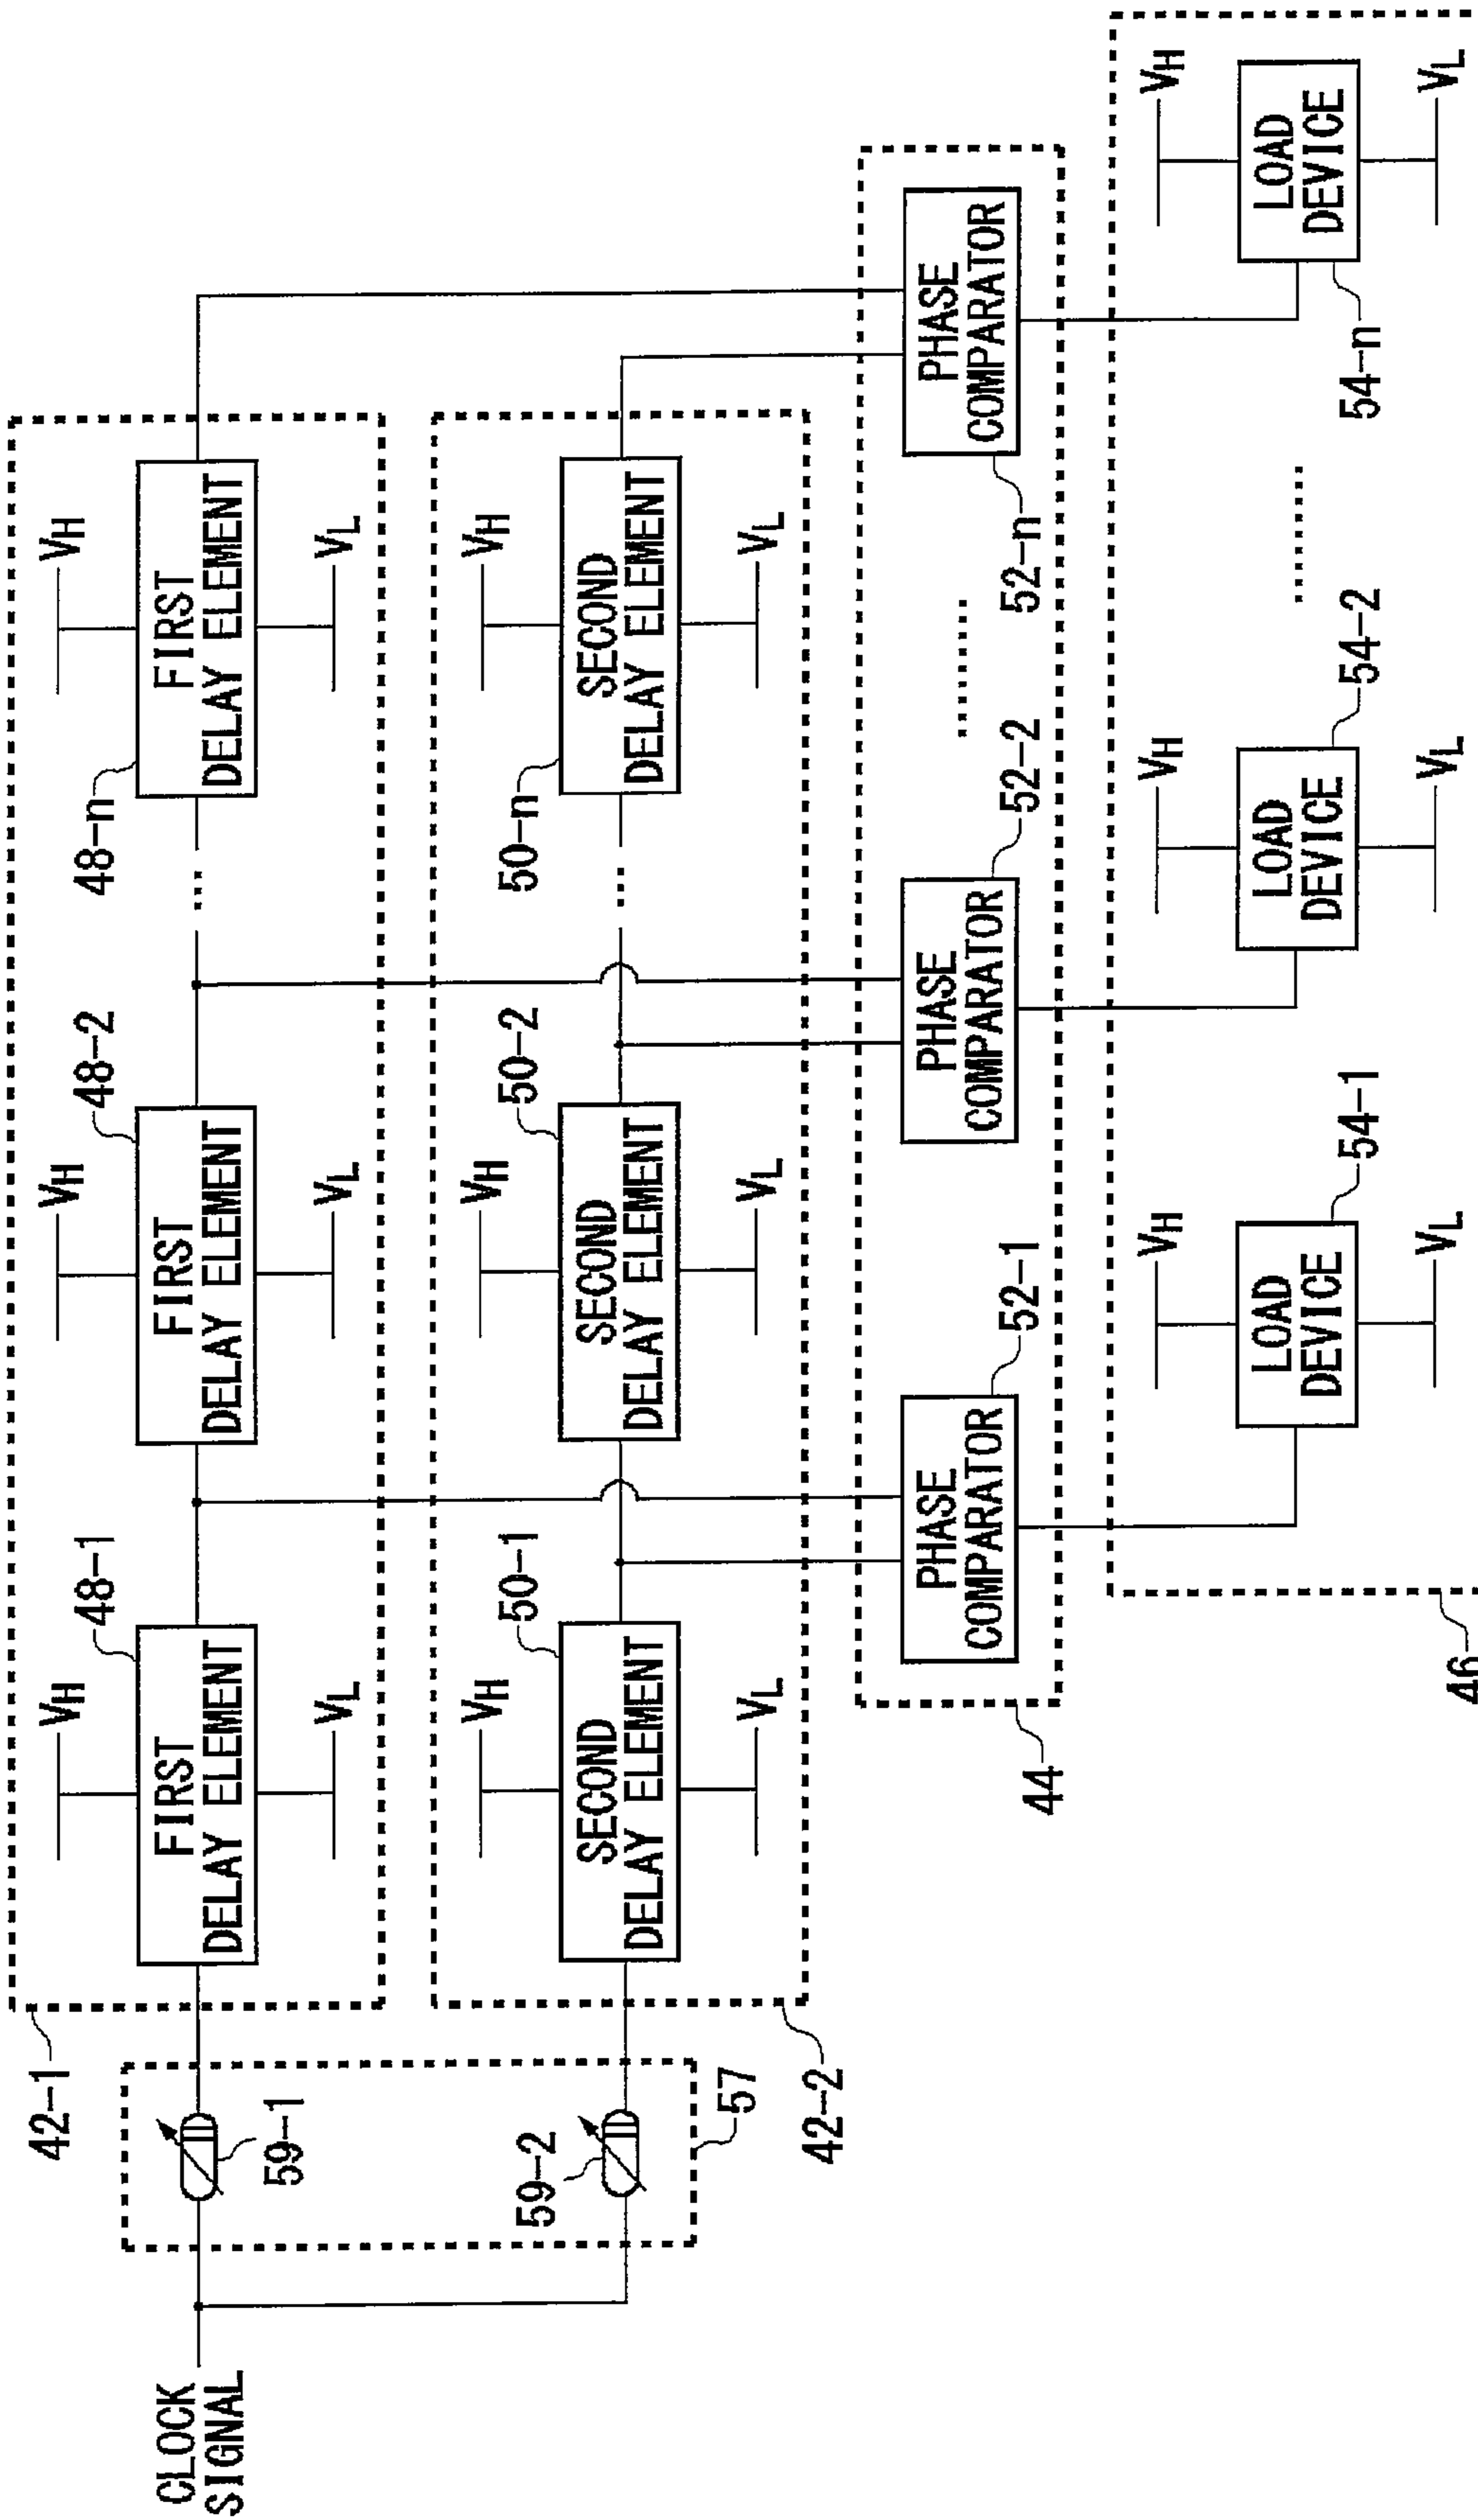 CLOCK
SIGNAL
42-1
59-1
59-2
57
42-2
VH
48-1
FIRST
DELAY ELEMENT
VL
VH
48-2
FIRST
DELAY ELEMENT
VL
VH
48-n
FIRST
DELAY ELEMENT
VL
VH
50-1
SECOND
DELAY ELEMENT
VL
VH
50-2
SECOND
DELAY ELEMENT
VL
VH
50-n
SECOND
DELAY ELEMENT
VL
44
PHASE
COMPARATOR
52-1
PHASE
COMPARATOR
52-2
PHASE
COMPARATOR
52-n
46
VH
LOAD
DEVICE
54-1
VL
VH
LOAD
DEVICE
54-2
VL
VH
LOAD
DEVICE
54-n
VL